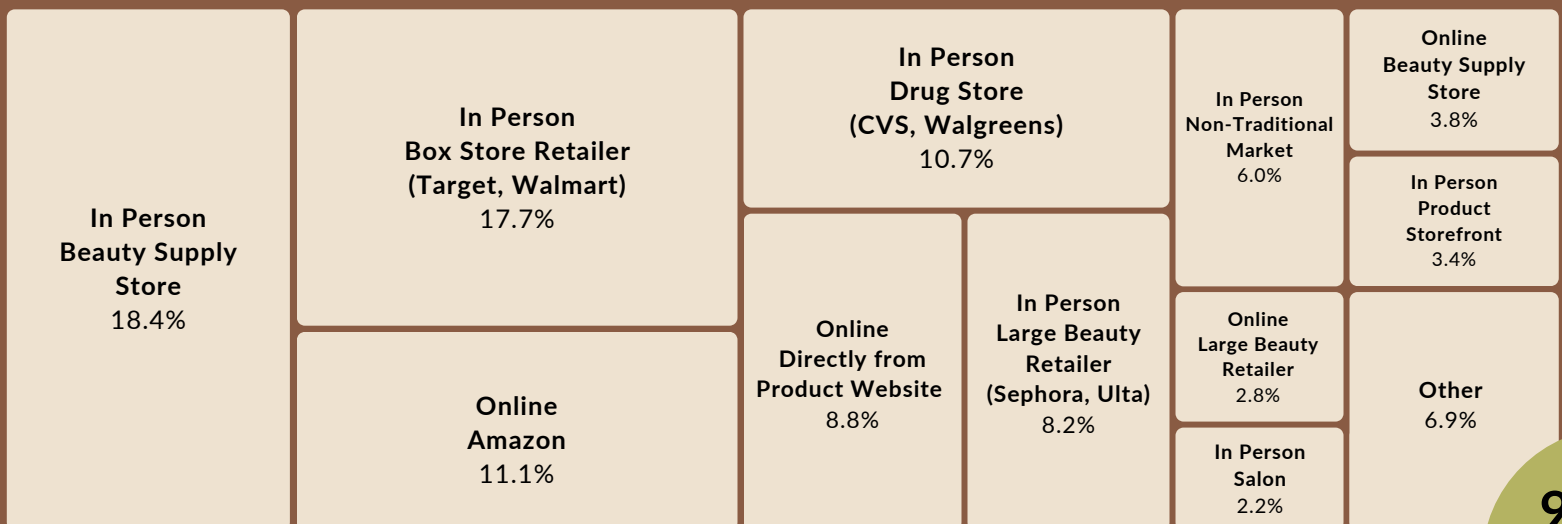 In Person
Beauty Supply
Store
18.4%
In Person
Box Store Retailer
(Target, Walmart)
17.7%
Online
Amazon
11.1%
In Person
Drug Store
(CVS, Walgreens)
10.7%
Online
Directly from
Product Website
8.8%
In Person
Large Beauty
Retailer
(Sephora, Ulta)
8.2%
In Person
Non-Traditional
Market
6.0%
Online
Large Beauty
Retailer
2.8%
In Person
Salon
2.2%
Online
Beauty Supply
Store
3.8%
In Person
Product
Storefront
3.4%
Other
6.9%